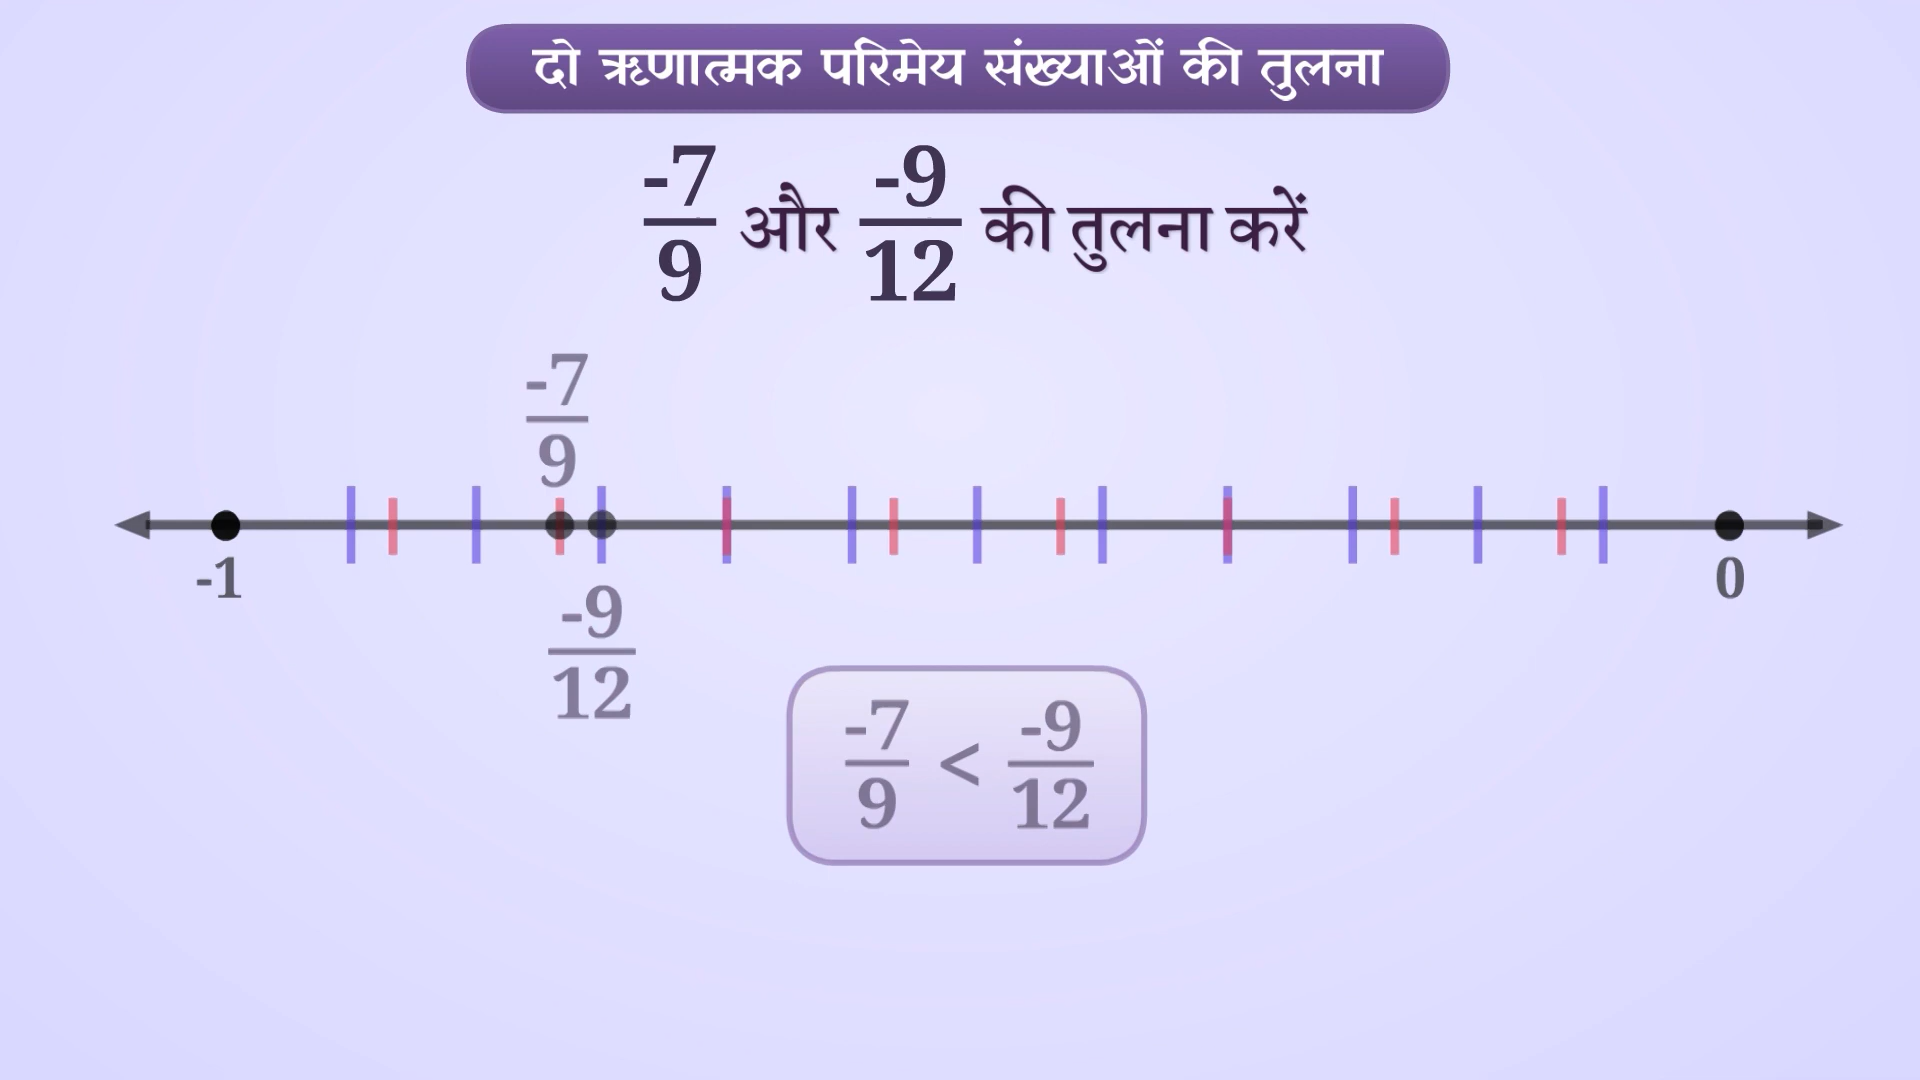 दो ऋणात्मक परिमेय संख्याओं की तुलना
-7/9 और -9/12 की तुलना करें
-7/9
-1 0
-9/12
-7/9 < -9/12